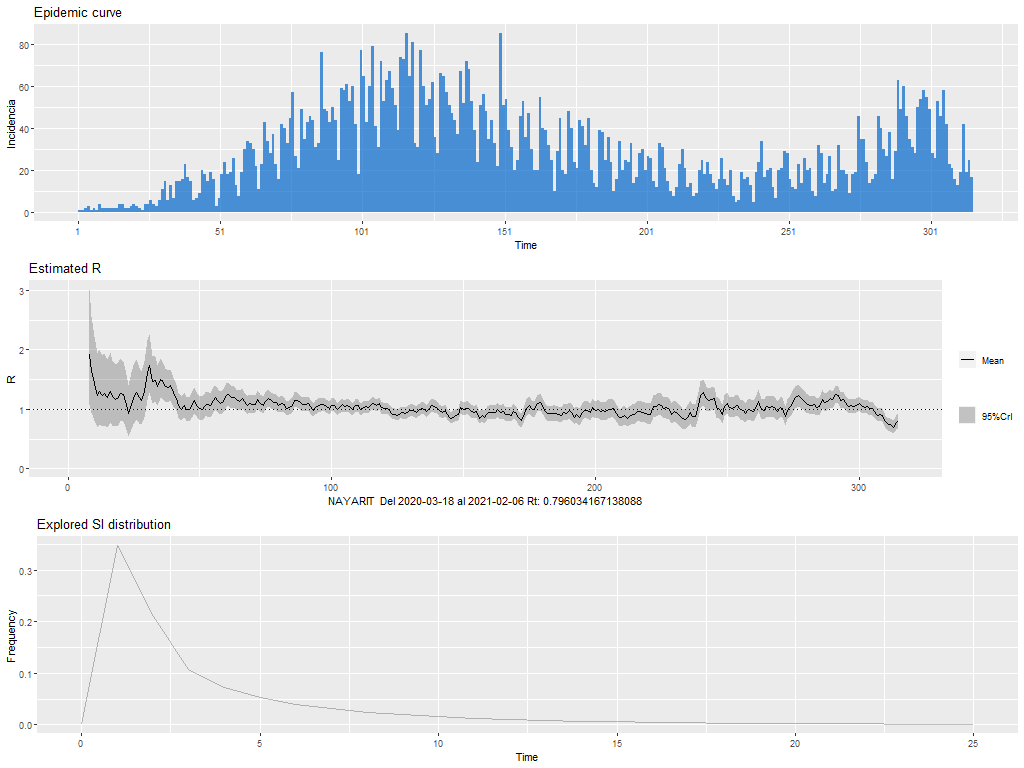 Epidemic curve
80
60
40
20
0
Incidencia
1 51 101 151 201 251 301
Time
Estimated R
3
2
1
0
R
Mean
95%CrI
0 100 200 300
NAYARIT Del 2020-03-18 al 2021-02-06 Rt: 0.796034167138088
Explored SI distribution
0.3
0.2
0.1
0.0
Frequency
0 5 10 15 20 25
Time